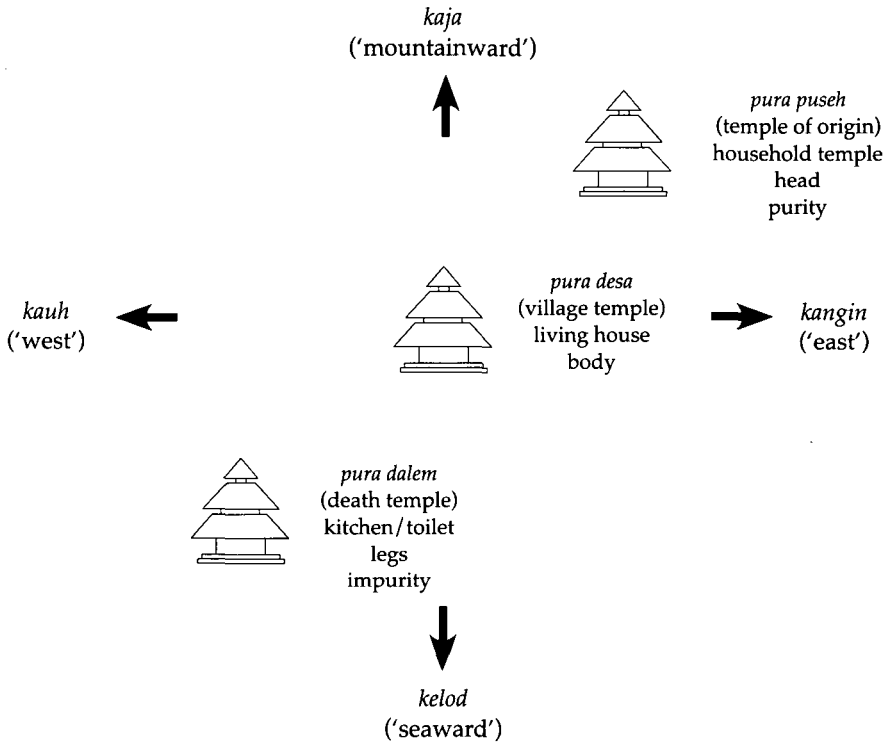 kaja
('mountainward')
pura puseh
(temple of origin)
household temple
head
purity
pura desa
(village temple)
living house
body
kauh
('west')
kangin
('east')
pura dalem
(death temple)
kitchen/toilet
legs
impurity
kelod
('seaward')